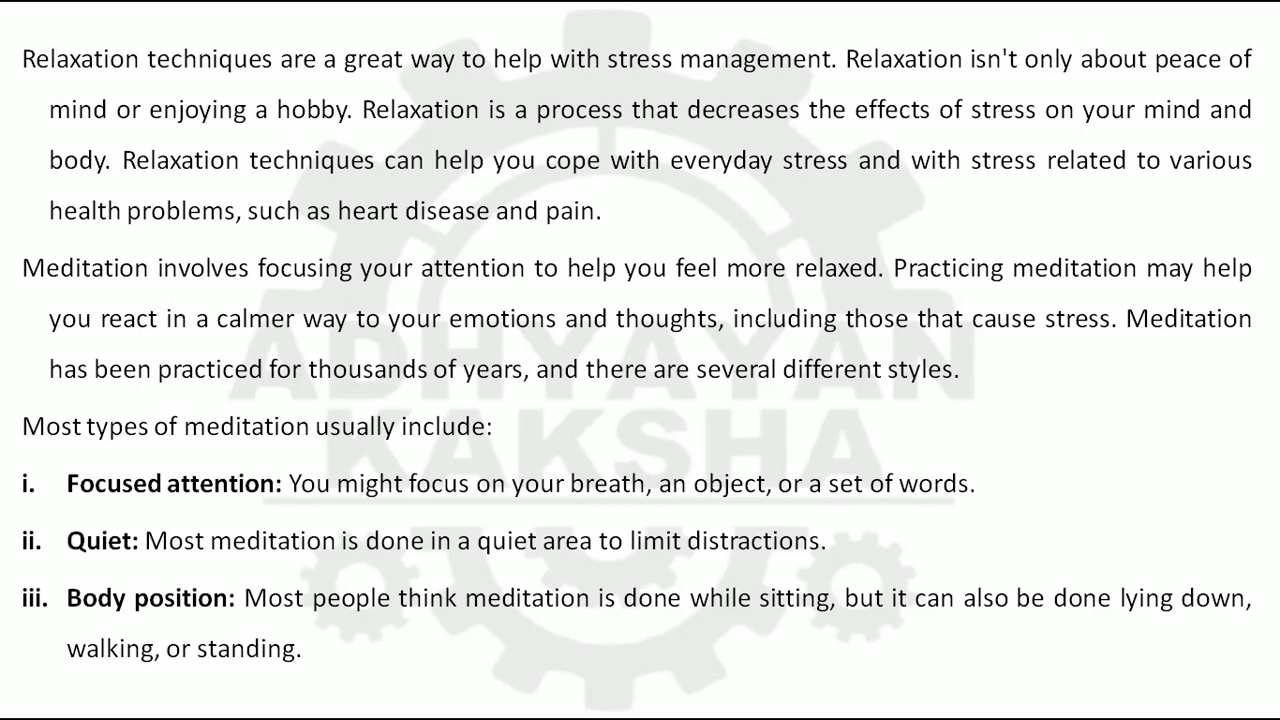 Relaxation techniques are a great way to help with stress management. Relaxation isn't only about peace of
mind or enjoying a hobby. Relaxation is a process that decreases the effects of stress on your mind and
body. Relaxation techniques can help you cope with everyday stress and with stress related to various
health problems, such as heart disease and pain.
Meditation involves focusing your attention to help you feel more relaxed. Practicing meditation may help
you react in a calmer way to your emotions and thoughts, including those that cause stress. Meditation
has been practiced for thousands of years, and there are several different styles.
ADHYAYAN
KAKSHA
Most types of meditation usually include:
i. Focused attention: You might focus on your breath, an object, or a set of words.
ii. Quiet: Most meditation is done in a quiet area to limit distractions.
iii. Body position: Most people think meditation is done while sitting, but it can also be done lying down,
walking, or standing.